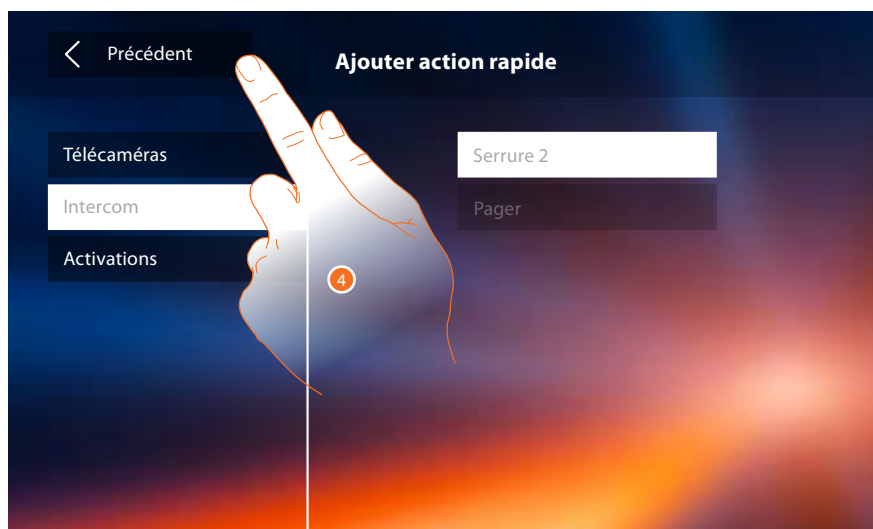 Précédent
Ajouter action rapide
Télécaméras
Intercom
Activations
Serrure 2
Pager
4